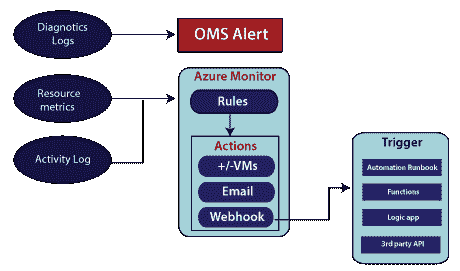 Diagnostics
Logs
OMS Alert
Resource
metrics
Activity Log
Azure Monitor
Rules
Actions
+/-VMs
Email
Webhook
Trigger
Automation Runbook
Functions
Logic app
3rd party API